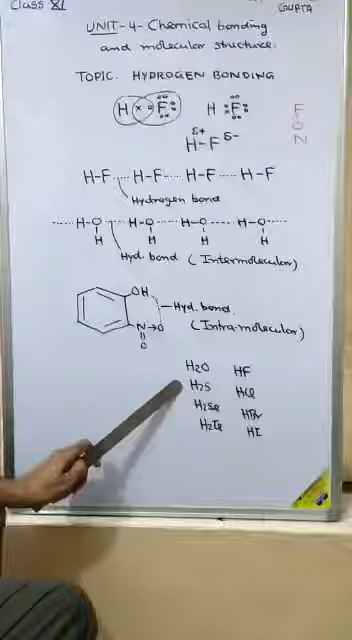 Class XI
GUPTA
UNIT-4- Chemical bonding
and molecular structure.
TOPIC. HYDROGEN BONDING
H F H F F
H-F O
δ+ δ- N
H-F ---- H-F ---- H-F ---- H-F
Hydrogen bond
---- H-O ---- H-O ---- H-O ---- H-O ----
H H H H
Hyd. bond (Intermolecular)
OH
Hyd. bond.
N→O (Intra-molecular)
O
H2O HF
H2S HCl
H2Se HBr
H2Te HI